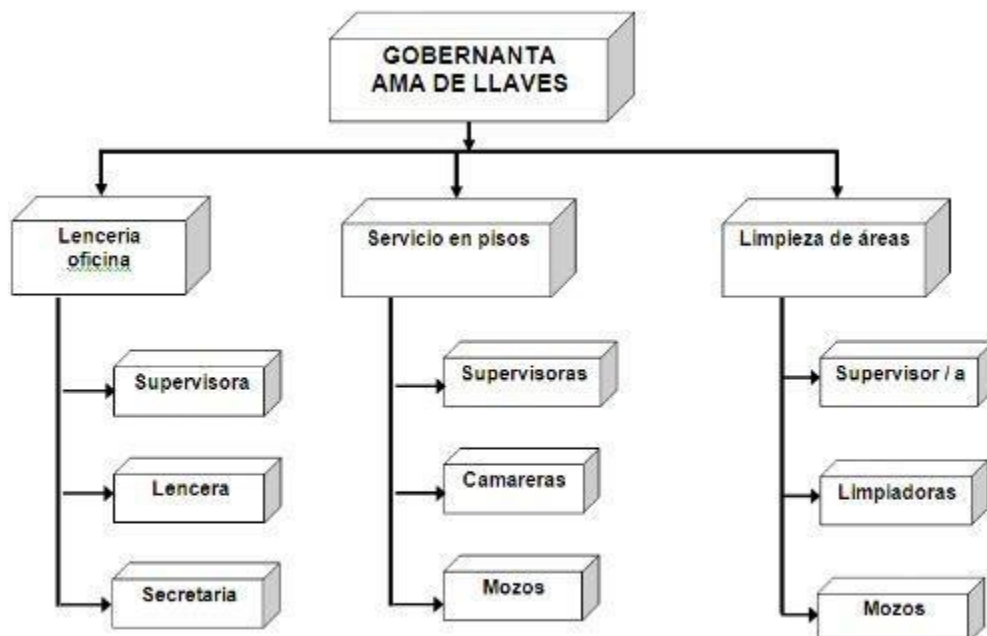 GOBERNANTA
AMA DE LLAVES
Lenceria
oficina
Servicio en pisos
Limpieza de áreas
Supervisora
Supervisoras
Supervisor / a
Lencera
Camareras
Limpiadoras
Secretaria
Mozos
Mozos